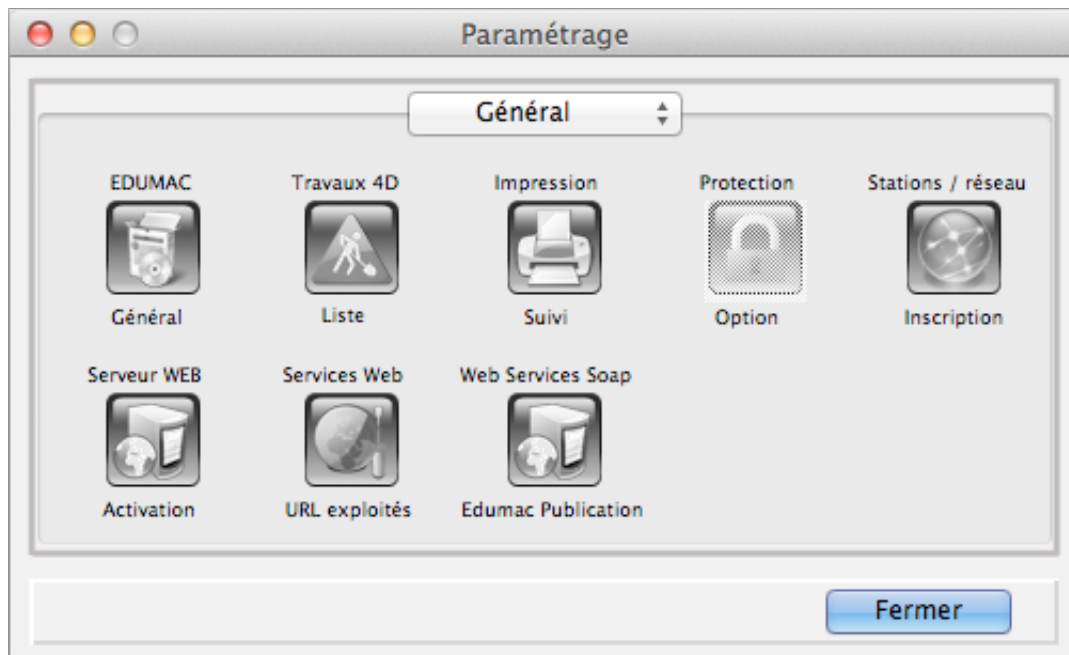 Paramétrage
Général
EDUMAC Travaux 4D Impression Protection Stations / réseau
Général Liste Suivi Option Inscription
Serveur WEB Services Web Web Services Soap
Activation URL exploités Edumac Publication
Fermer